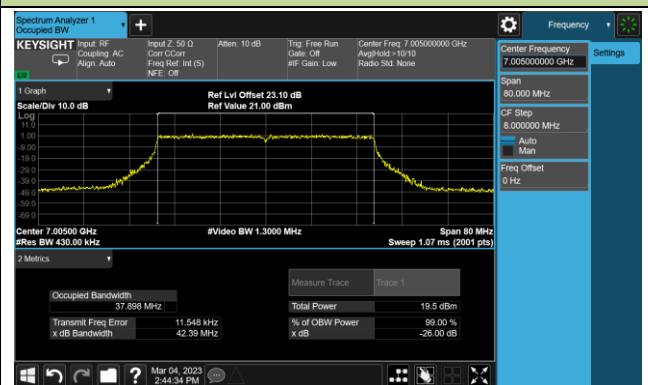 Spectrum Analyzer 1
Occupied BW
+
Frequency
KEYSIGHT
Input: RF
Coupling: AC
Align: Auto
Input Z: 50 Ω
Corr CCorr
Freq Ref: Int (S)
NFE: Off
Atten: 10 dB
Trig: Free Run
Gate: Off
#IF Gain: Low
Center Freq: 7.005000000 GHz
Avg|Hold:>10/10
Radio Std: None
Center Frequency
7.005000000 GHz
Settings
Span
80.000 MHz
CF Step
8.000000 MHz
Auto
Man
Freq Offset
0 Hz
1 Graph
Scale/Div 10.0 dB
Ref Lvl Offset 23.10 dB
Ref Value 21.00 dBm
Log
11.0
1.00
-9.00
-19.0
-29.0
-39.0
-49.0
-59.0
-69.0
Center 7.00500 GHz
#Res BW 430.00 kHz
#Video BW 1.3000 MHz
Span 80 MHz
Sweep 1.07 ms (2001 pts)
2 Metrics
Measure Trace
Trace 1
Occupied Bandwidth
37.898 MHz
Total Power
19.5 dBm
Transmit Freq Error
11.548 kHz
% of OBW Power
99.00 %
x dB Bandwidth
42.39 MHz
x dB
-26.00 dB
?
Mar 04, 2023
2:44:34 PM